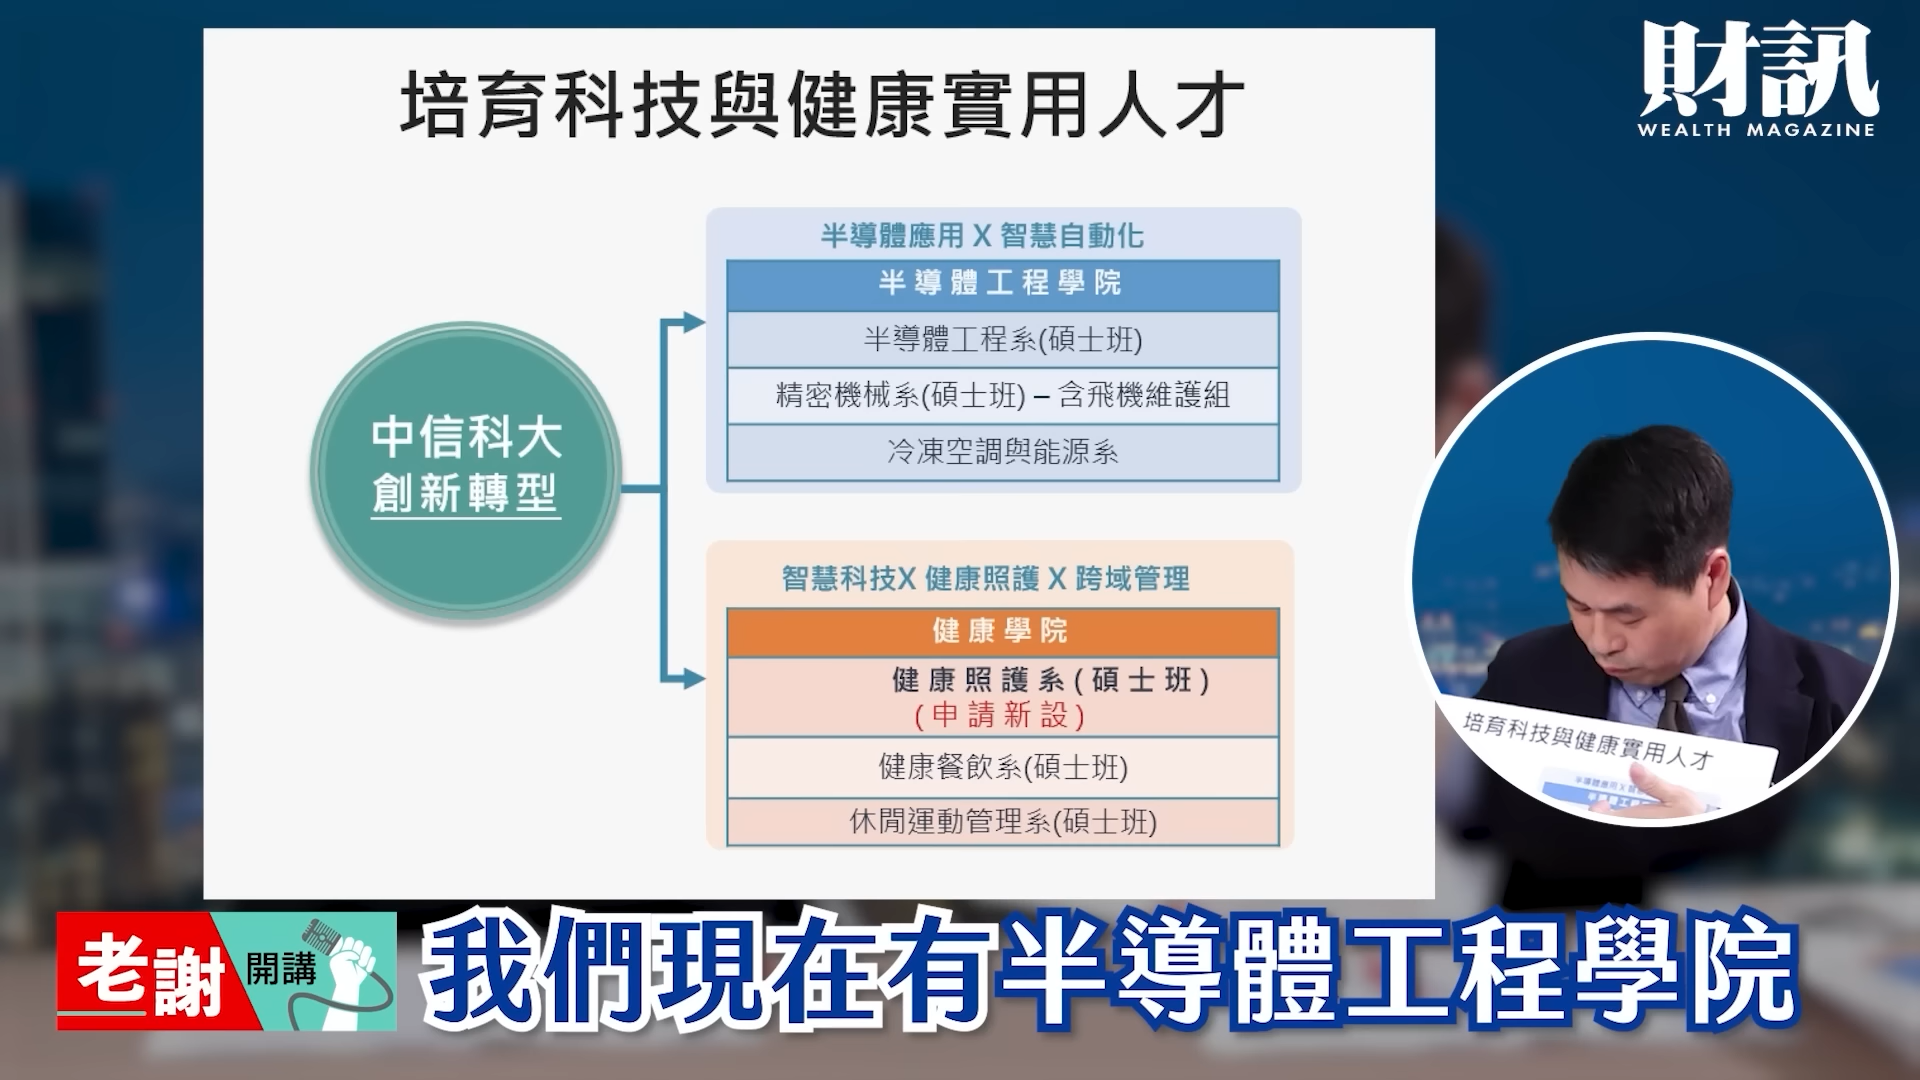 培育科技與健康實用人才
財訊
WEALTH MAGAZINE
半導體應用 X 智慧自動化
半導體工程學院
半導體工程系(碩士班)
精密機械系(碩士班) – 含飛機維護組
冷凍空調與能源系
中信科大
創新轉型
智慧科技X 健康照護 X 跨域管理
健康學院
健康照護系(碩士班)
(申請新設)
健康餐飲系(碩士班)
休閒運動管理系(碩士班)
培育科技與健康實用人才
老謝
開講
我們現在有半導體工程學院